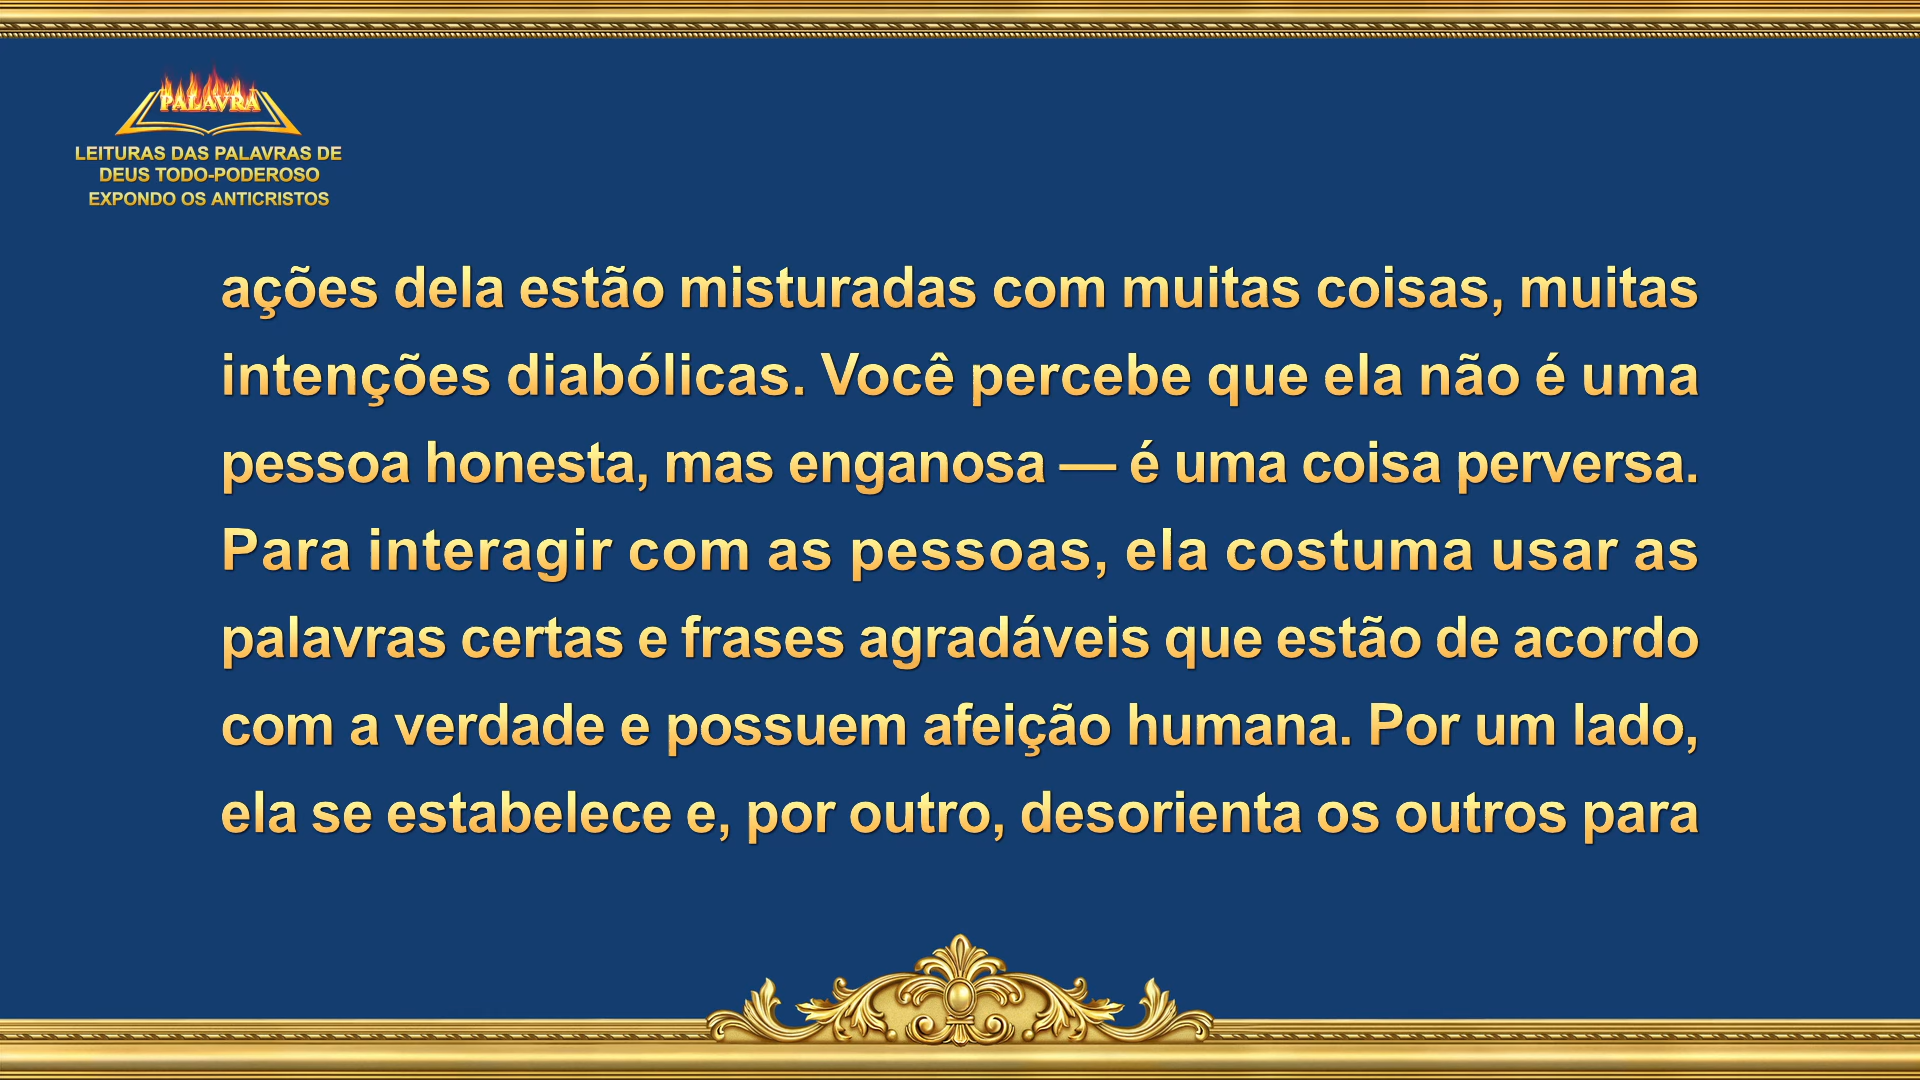 PALAVRA
LEITURAS DAS PALAVRAS DE
DEUS TODO-PODEROSO
EXPONDO OS ANTICRISTOS
ações dela estão misturadas com muitas coisas, muitas
intenções diabólicas. Você percebe que ela não é uma
pessoa honesta, mas enganosa — é uma coisa perversa.
Para interagir com as pessoas, ela costuma usar as
palavras certas e frases agradáveis que estão de acordo
com a verdade e possuem afeição humana. Por um lado,
ela se estabelece e, por outro, desorienta os outros para